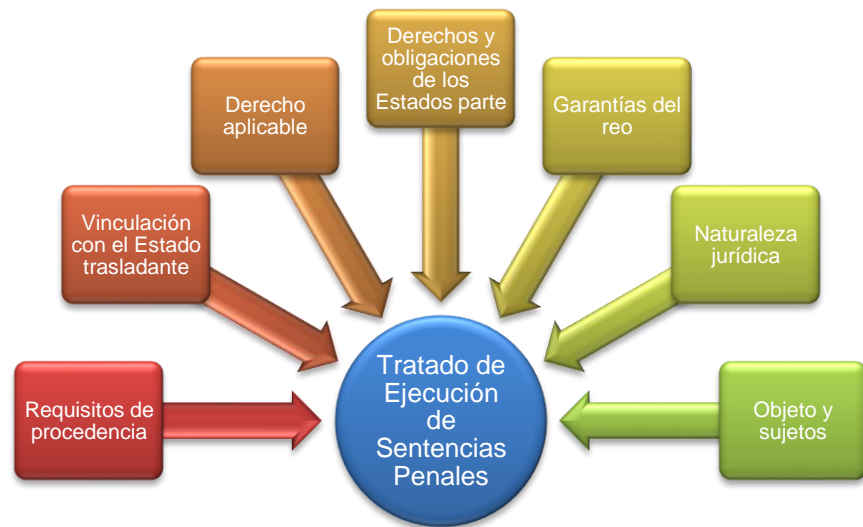 Requisitos de
procedencia
Vinculación
con el Estado
trasladante
Derecho
aplicable
Derechos y
obligaciones
de los
Estados parte
Garantías del
reo
Naturaleza
jurídica
Objeto y
sujetos
Tratado de
Ejecución
de
Sentencias
Penales